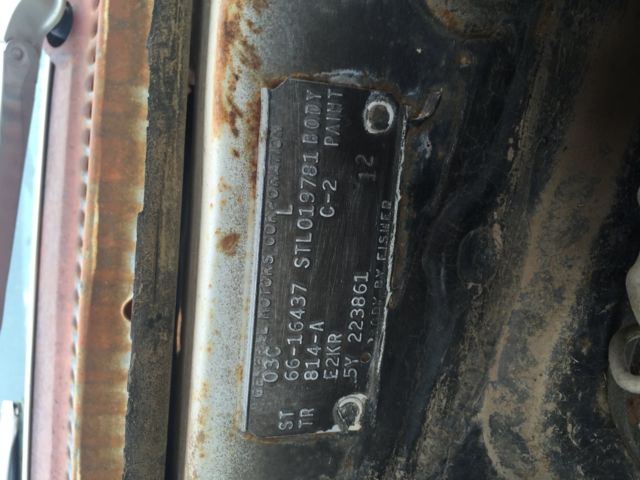 GENERAL MOTORS CORPORATION
03C L
ST 66-16437 STL019781 BODY
TR 814-A C-2 PAINT
E2KR
5Y 223861 12
BODY BY FISHER